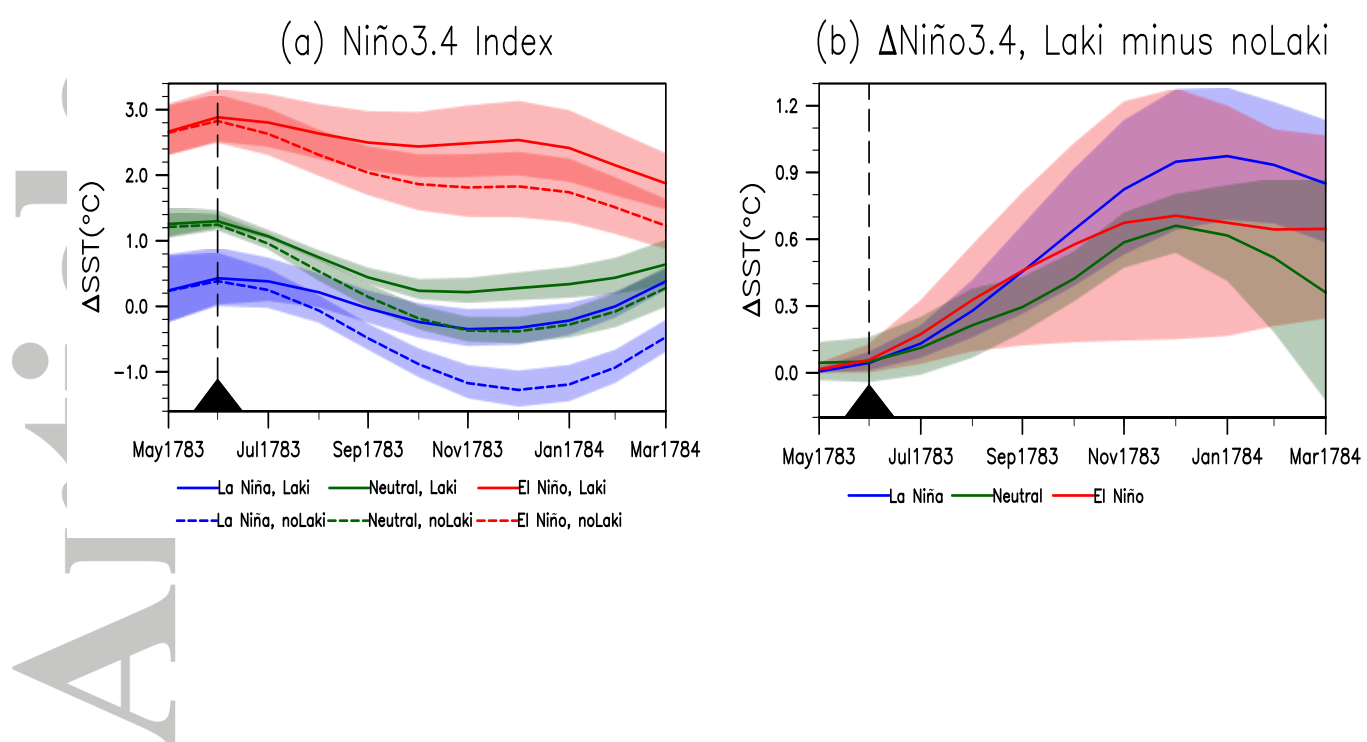 (a) Niño3.4 Index
ΔSST(°C)
3.0
2.0
1.0
0.0
−1.0
May1783 Jul1783 Sep1783 Nov1783 Jan1784 Mar1784
La Niña, Laki Neutral, Laki El Niño, Laki
La Niña, noLaki Neutral, noLaki El Niño, noLaki
(b) ΔNiño3.4, Laki minus noLaki
ΔSST(°C)
1.2
0.9
0.6
0.3
0.0
May1783 Jul1783 Sep1783 Nov1783 Jan1784 Mar1784
La Niña Neutral El Niño